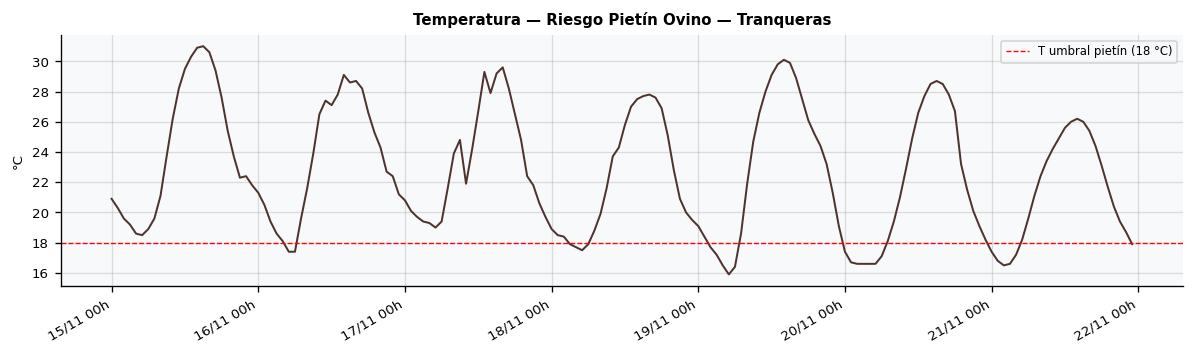 Temperatura — Riesgo Pietín Ovino — Tranqueras
T umbral pietín (18 °C)
°C
30
28
26
24
22
20
18
16
15/11 00h
16/11 00h
17/11 00h
18/11 00h
19/11 00h
20/11 00h
21/11 00h
22/11 00h